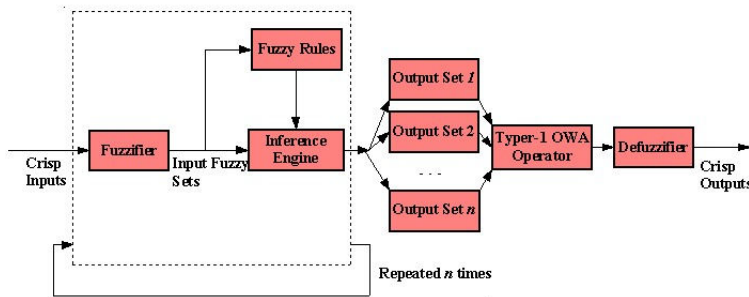 Fuzzy Rules
Fuzzifier
Inference
Engine
Crisp
Inputs
Input Fuzzy
Sets
Output Set 1
Output Set 2
. . .
Output Set n
Typer-1 OWA
Operator
Defuzzifier
Crisp
Outputs
Repeated n times